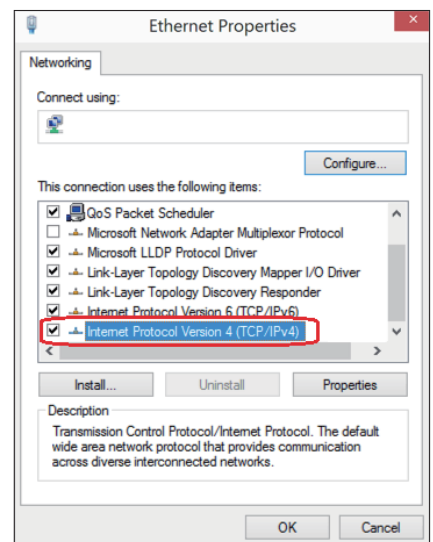 Ethernet Properties
Networking
Connect using:
Configure...
This connection uses the following items:
QoS Packet Scheduler
Microsoft Network Adapter Multiplexor Protocol
Microsoft LLDP Protocol Driver
Link-Layer Topology Discovery Mapper I/O Driver
Link-Layer Topology Discovery Responder
Internet Protocol Version 6 (TCP/IPv6)
Internet Protocol Version 4 (TCP/IPv4)
Install...
Uninstall
Properties
Description
Transmission Control Protocol/Internet Protocol. The default
wide area network protocol that provides communication
across diverse interconnected networks.
OK
Cancel